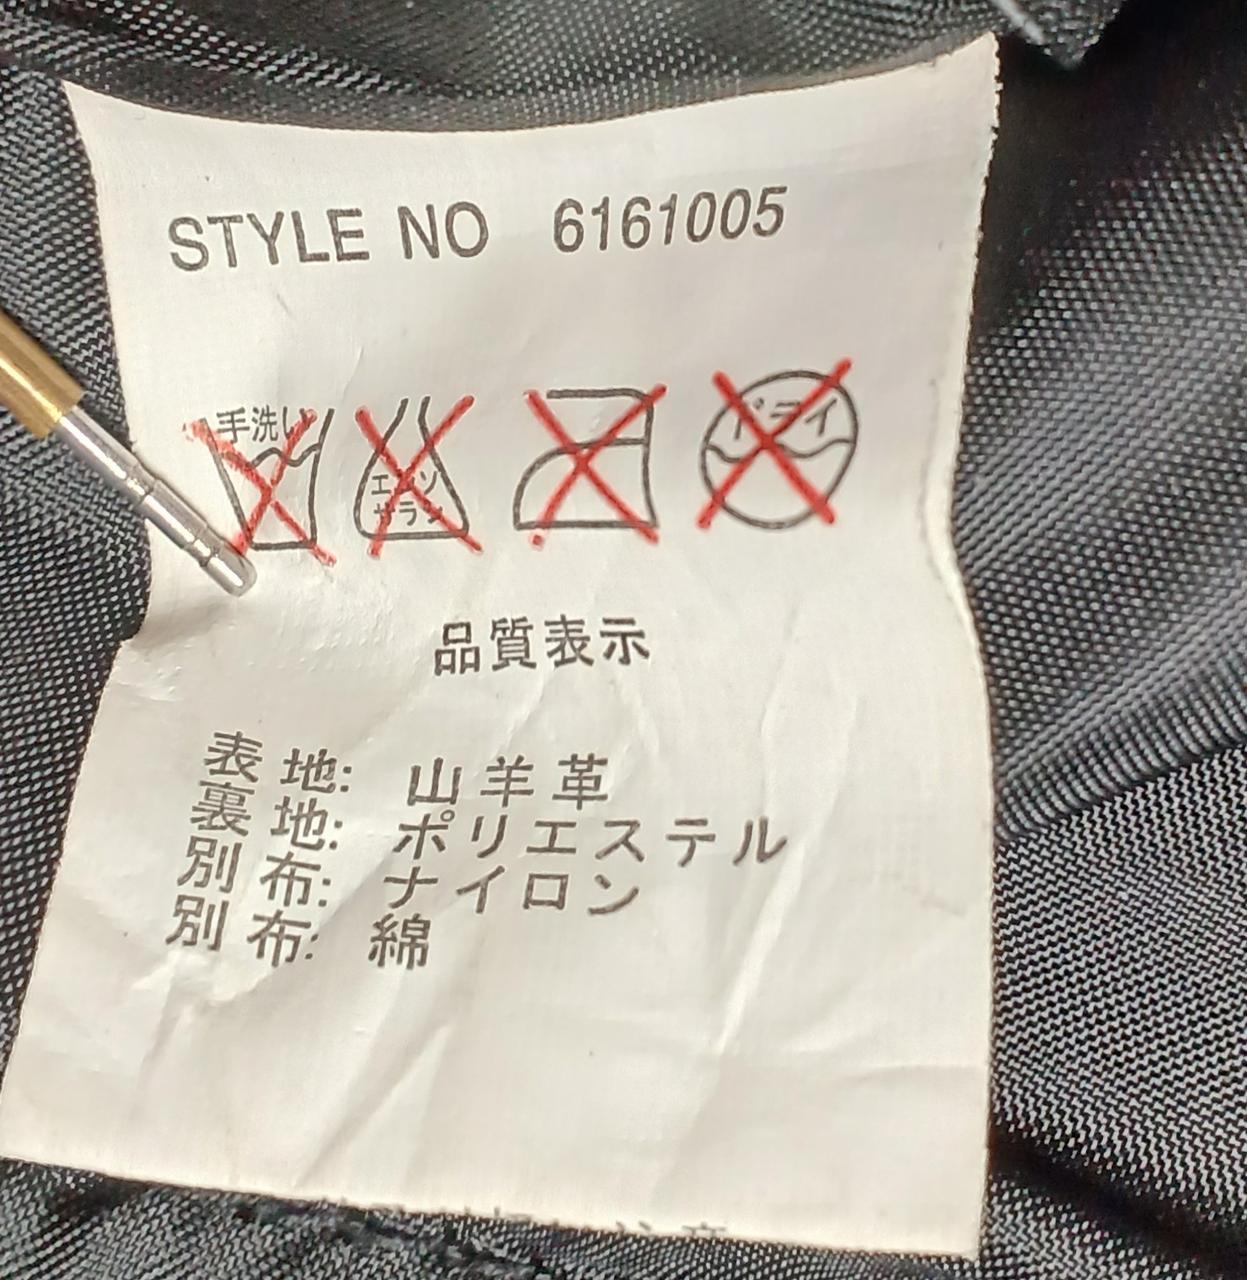 STYLE NO 6161005
手洗い エンソ サラシ ドライ
品質表示
表地: 山羊革
裏地: ポリエステル
別布: ナイロン
別布: 綿